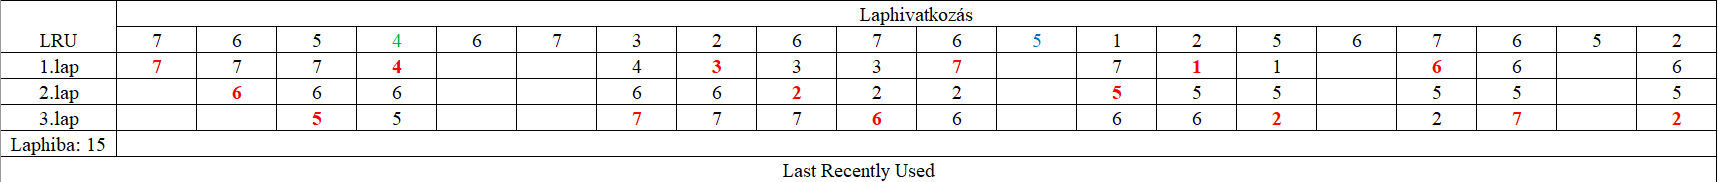 Laphivatkozás
LRU 7 6 5 4 6 7 3 2 6 7 6 5 1 2 5 6 7 6 5 2
1.lap 7 7 7 4 4 3 3 3 7 7 1 1 6 6 6
2.lap 6 6 6 6 6 2 2 2 5 5 5 5 5 5
3.lap 5 5 7 7 7 6 6 6 6 2 2 7 2
Laphiba: 15
Last Recently Used